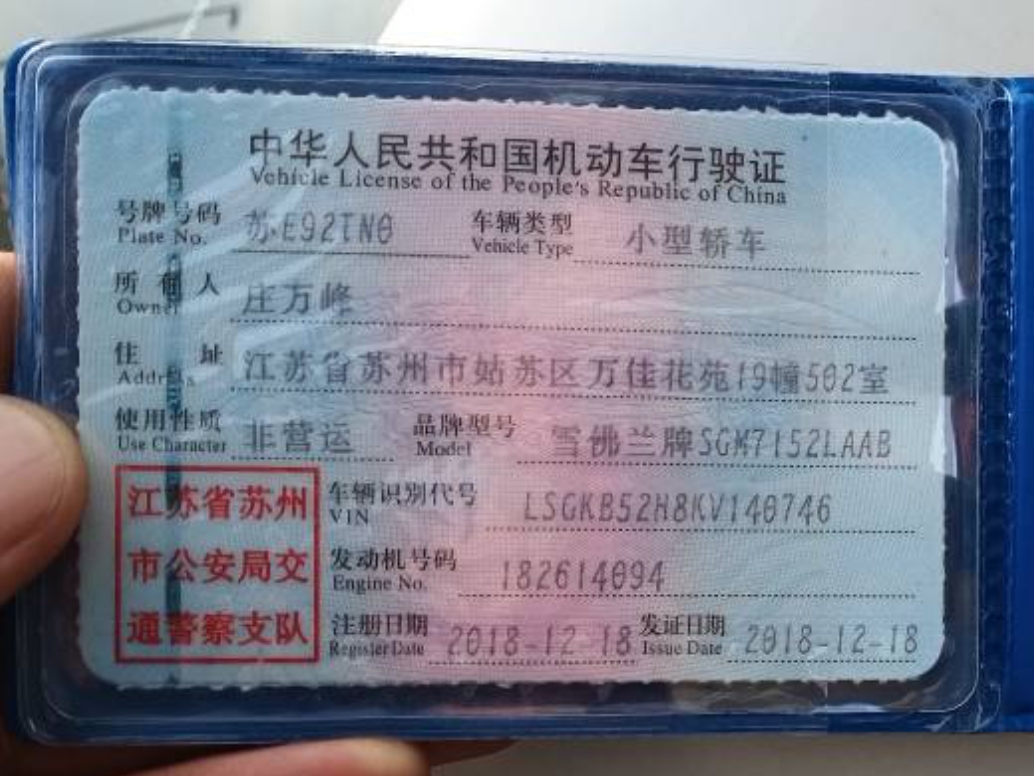 中华人民共和国机动车行驶证
Vehicle License of the People's Republic of China
号牌号码 苏E92TN0 车辆类型 小型轿车
Plate No. Vehicle Type
所有人 庄万峰
Owner
住址 江苏省苏州市姑苏区万佳花苑19幢502室
Address
使用性质 非营运 品牌型号 雪佛兰牌SGM7152LAAB
Use Character Model
江苏省苏州
市公安局交
通警察支队
车辆识别代号 LSGKB52H8KV140746
VIN
发动机号码 182614094
Engine No.
注册日期 2018-12-18 发证日期 2018-12-18
Register Date Issue Date